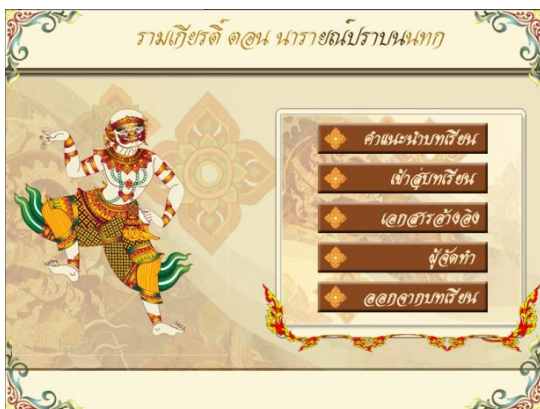 รามเกียรติ์ ตอน นารายณ์ปราบนนทก
คำแนะนำบทเรียน
เข้าสู่บทเรียน
เอกสารอ้างอิง
ผู้จัดทำ
ออกจากบทเรียน